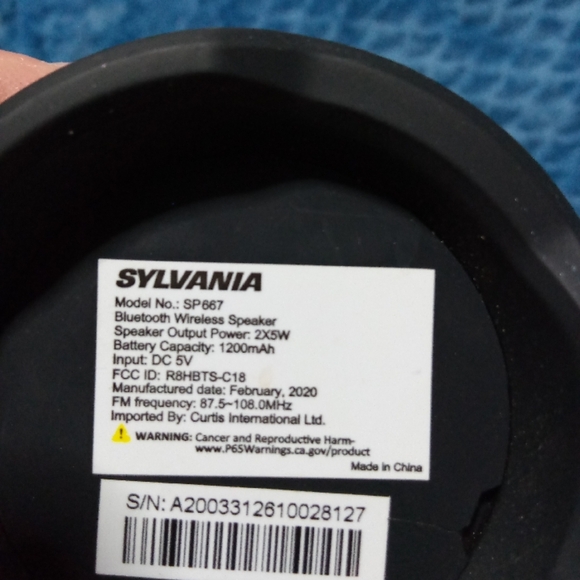 SYLVANIA
Model No.: SP667
Bluetooth Wireless Speaker
Speaker Output Power: 2X5W
Battery Capacity: 1200mAh
Input: DC 5V
FCC ID: R8HBTS-C18
Manufactured date: February, 2020
FM frequency: 87.5~108.0MHz
Imported By: Curtis International Ltd.
WARNING: Cancer and Reproductive Harm-
www.P65Warnings.ca.gov/product
Made in China
S/N: A2003312610028127